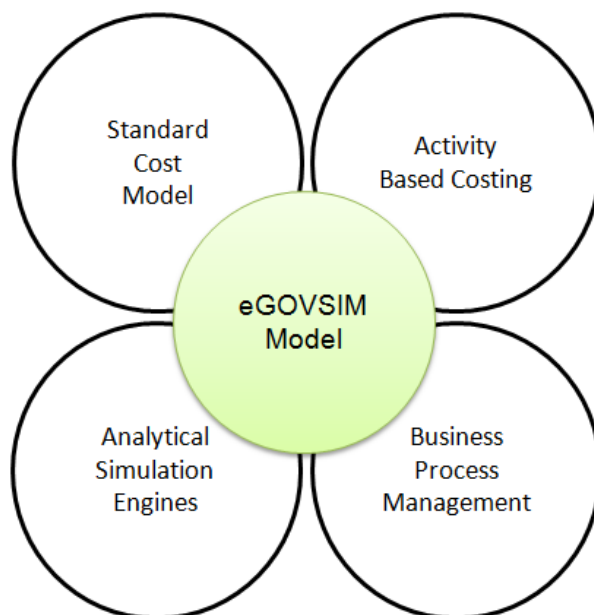 Standard
Cost
Model
Activity
Based Costing
eGOVSIM
Model
Analytical
Simulation
Engines
Business
Process
Management